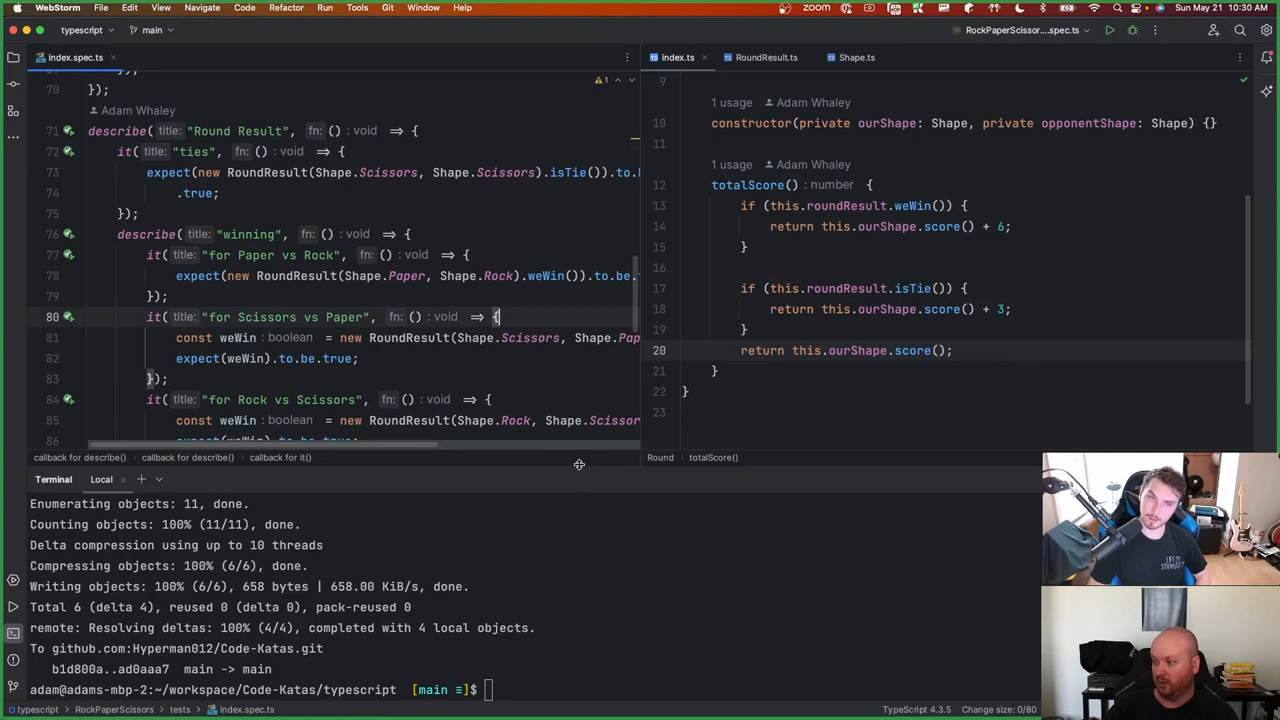 WebStorm File Edit View Navigate Code Refactor Run Tools Git Window Help zoom Sun May 21 10:30 AM
typescript main RockPaperScissor....spec.ts
index.spec.ts
index.ts RoundResult.ts Shape.ts
1
70 });
Adam Whaley
71 describe( title: "Round Result", fn: () : void => {
72 it( title: "ties", fn: () : void => {
73 expect(new RoundResult(Shape.Scissors, Shape.Scissors).isTie()).to.b
74 .true;
75 });
76 describe( title: "winning", fn: () : void => {
77 it( title: "for Paper vs Rock", fn: () : void => {
78 expect(new RoundResult(Shape.Paper, Shape.Rock).weWin()).to.be.
79 });
80 it( title: "for Scissors vs Paper", fn: () : void => {
81 const weWin : boolean = new RoundResult(Shape.Scissors, Shape.Pap
82 expect(weWin).to.be.true;
83 });
84 it( title: "for Rock vs Scissors", fn: () : void => {
85 const weWin : boolean = new RoundResult(Shape.Rock, Shape.Scissor
86 expect(weWin).to.be.true;
callback for describe() callback for describe() callback for it()
9
1 usage Adam Whaley
10 constructor(private ourShape: Shape, private opponentShape: Shape) {}
11
1 usage Adam Whaley
12 totalScore() : number {
13 if (this.roundResult.weWin()) {
14 return this.ourShape.score() + 6;
15 }
16
17 if (this.roundResult.isTie()) {
18 return this.ourShape.score() + 3;
19 }
20 return this.ourShape.score();
21 }
22 }
23
Round totalScore()
Terminal Local
Enumerating objects: 11, done.
Counting objects: 100% (11/11), done.
Delta compression using up to 10 threads
Compressing objects: 100% (6/6), done.
Writing objects: 100% (6/6), 658 bytes | 658.00 KiB/s, done.
Total 6 (delta 4), reused 0 (delta 0), pack-reused 0
remote: Resolving deltas: 100% (4/4), completed with 4 local objects.
To github.com:Hyperman012/Code-Katas.git
b1d800a..ad0aaa7 main -> main
adam@adams-mbp-2:~/workspace/Code-Katas/typescript [main ≡]$
typescript RockPaperScissors tests index.spec.ts TypeScript 4.3.5 Change size: 0/80